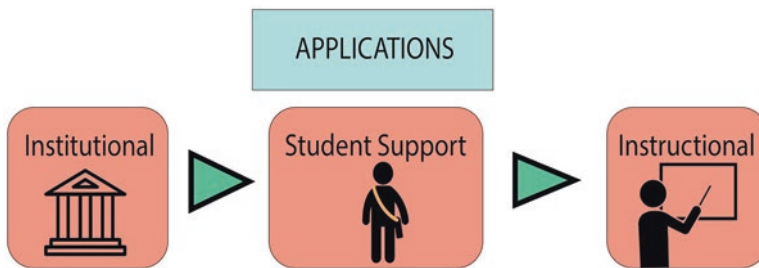 APPLICATIONS
Institutional
Student Support
Instructional